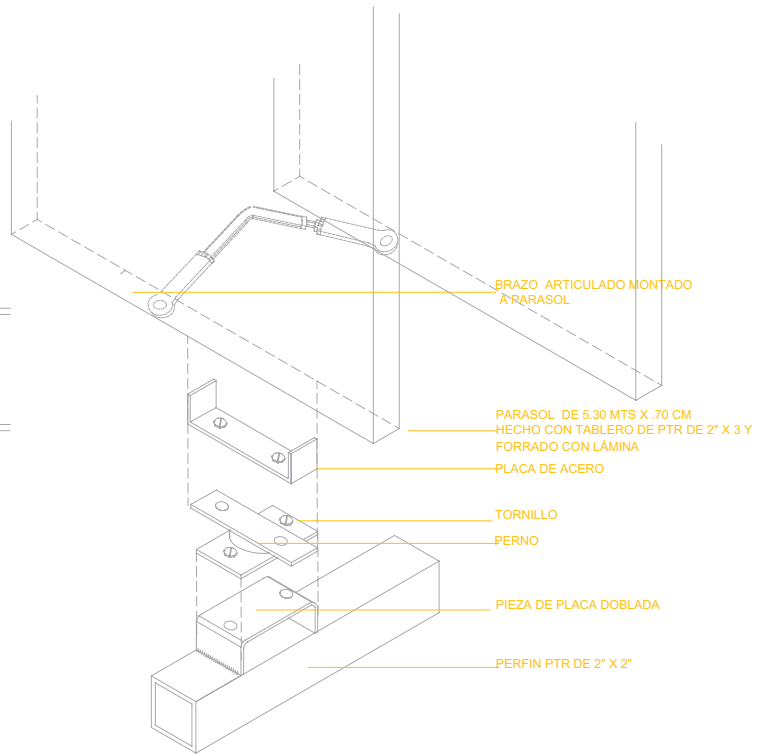 BRAZO ARTICULADO MONTADO
A PARASOL
PARASOL DE 5.30 MTS X .70 CM
HECHO CON TABLERO DE PTR DE 2" X 3 Y
FORRADO CON LÁMINA
PLACA DE ACERO
TORNILLO
PERNO
PIEZA DE PLACA DOBLADA
PERFIN PTR DE 2" X 2"